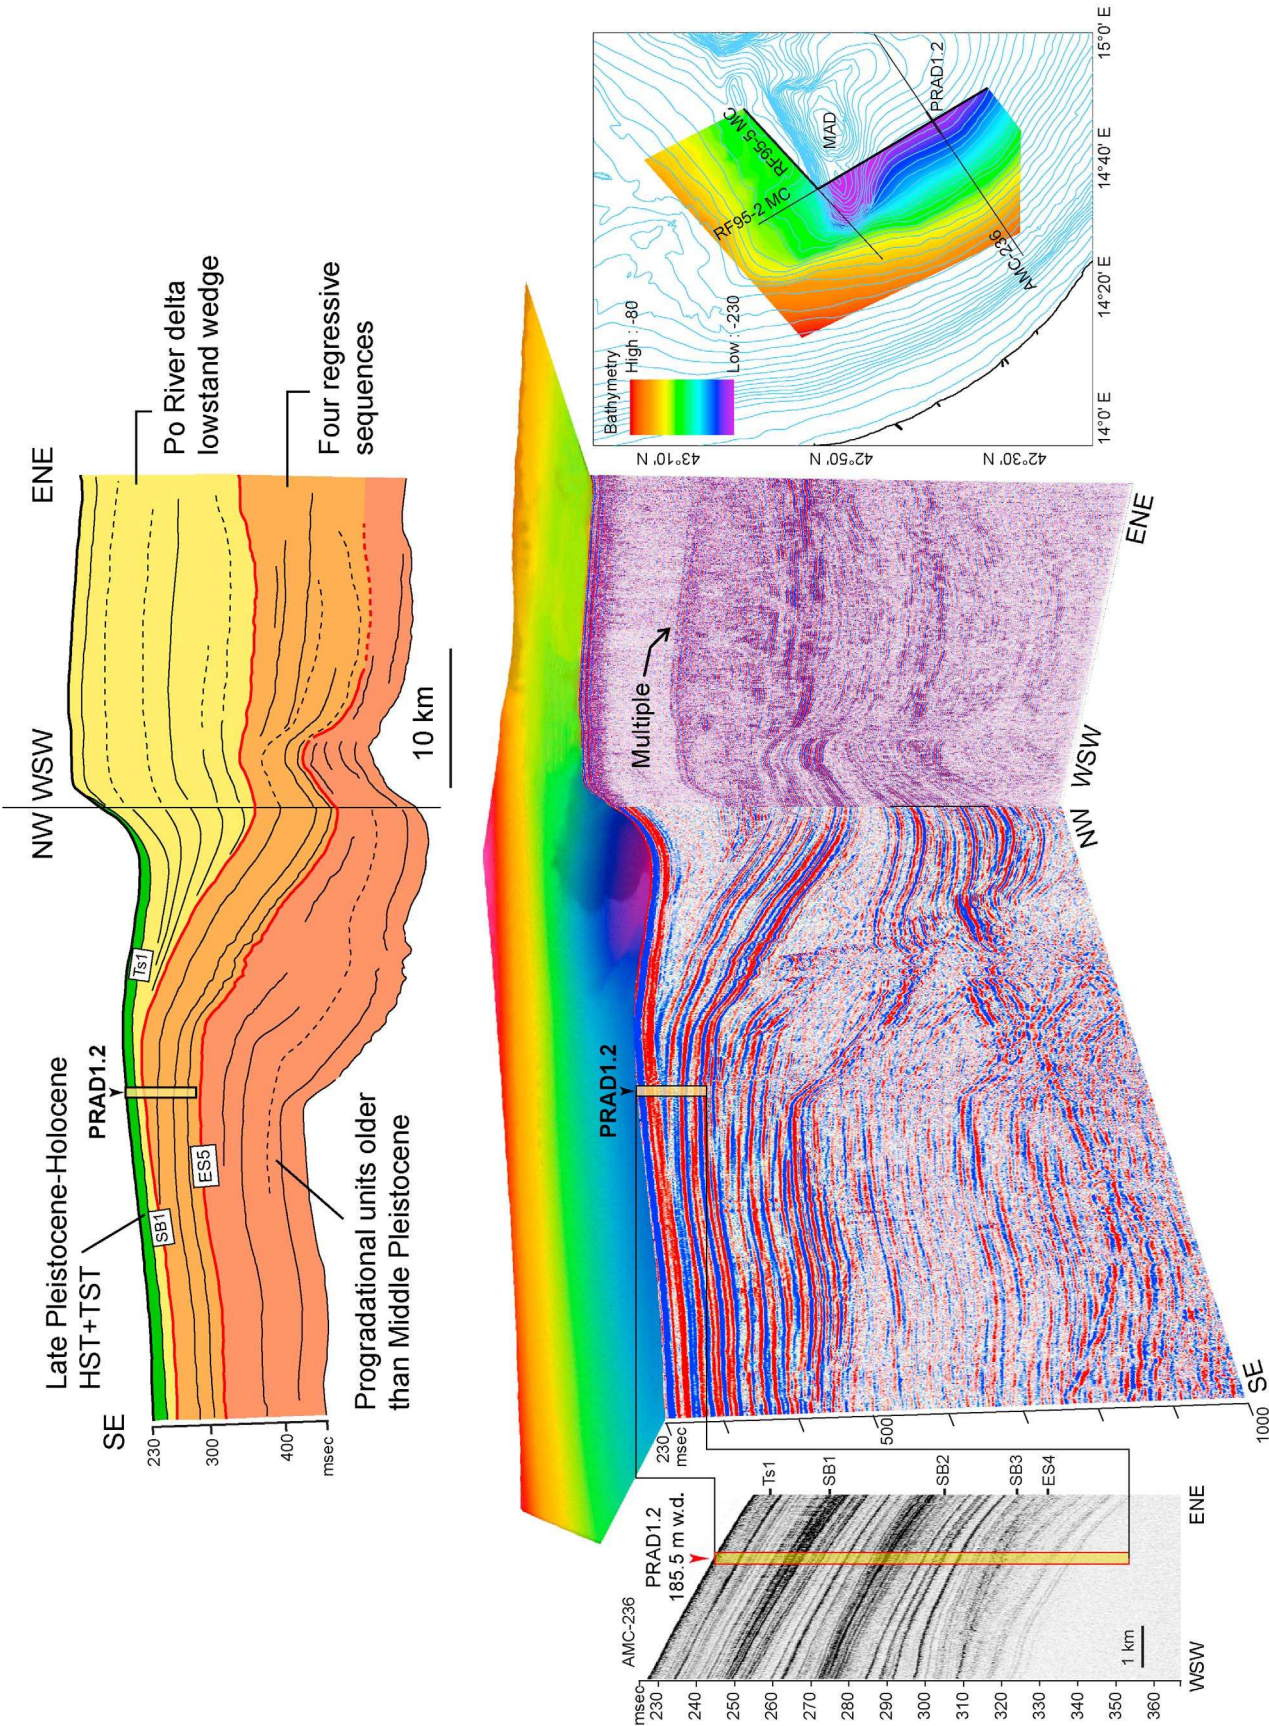 SE
NW WSW
ENE
Late Pleistocene-Holocene
HST+TST
PRAD1.2
Ts1
SB1
ES5
Po River delta
lowstand wedge
Four regressive
sequences
Progradational units older
than Middle Pleistocene
10 km
230
300
400
msec
PRAD1.2
Multiple
230
msec
500
1000
SE
NW WSW
ENE
AMC-236
PRAD1.2
185.5 m w.d.
msec
230
240
250
260
270
280
290
300
310
320
330
340
350
360
Ts1
SB1
SB2
SB3
ES4
1 km
WSW
ENE
Bathymetry
High : -80
Low : -230
RF95-2 MC
RF95-5 MC
MAD
PRAD1.2
AMC-236
43°10' N
42°50' N
42°30' N
14°0' E
14°20' E
14°40' E
15°0' E